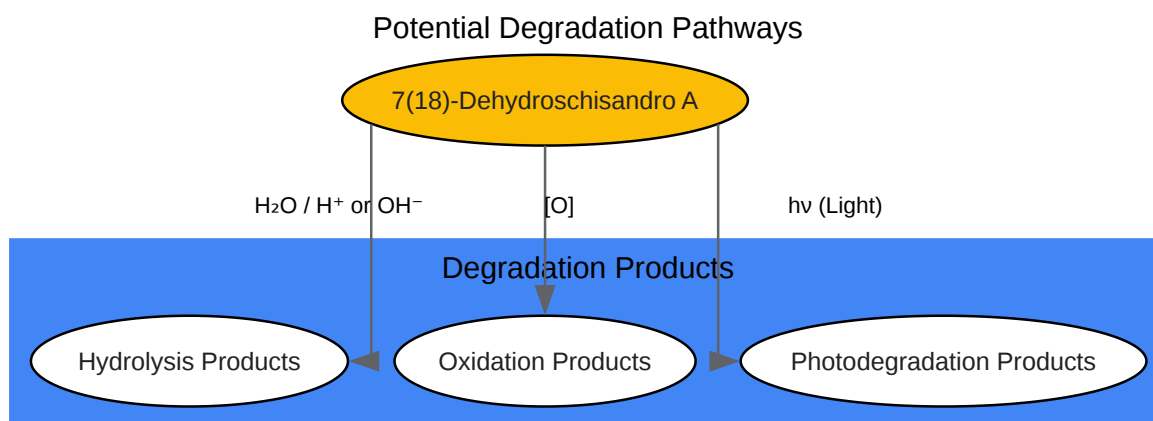 Potential Degradation Pathways
7(18)-Dehydroschisandro A
H₂O / H⁺ or OH⁻
[O]
hν (Light)
Degradation Products
Hydrolysis Products
Oxidation Products
Photodegradation Products